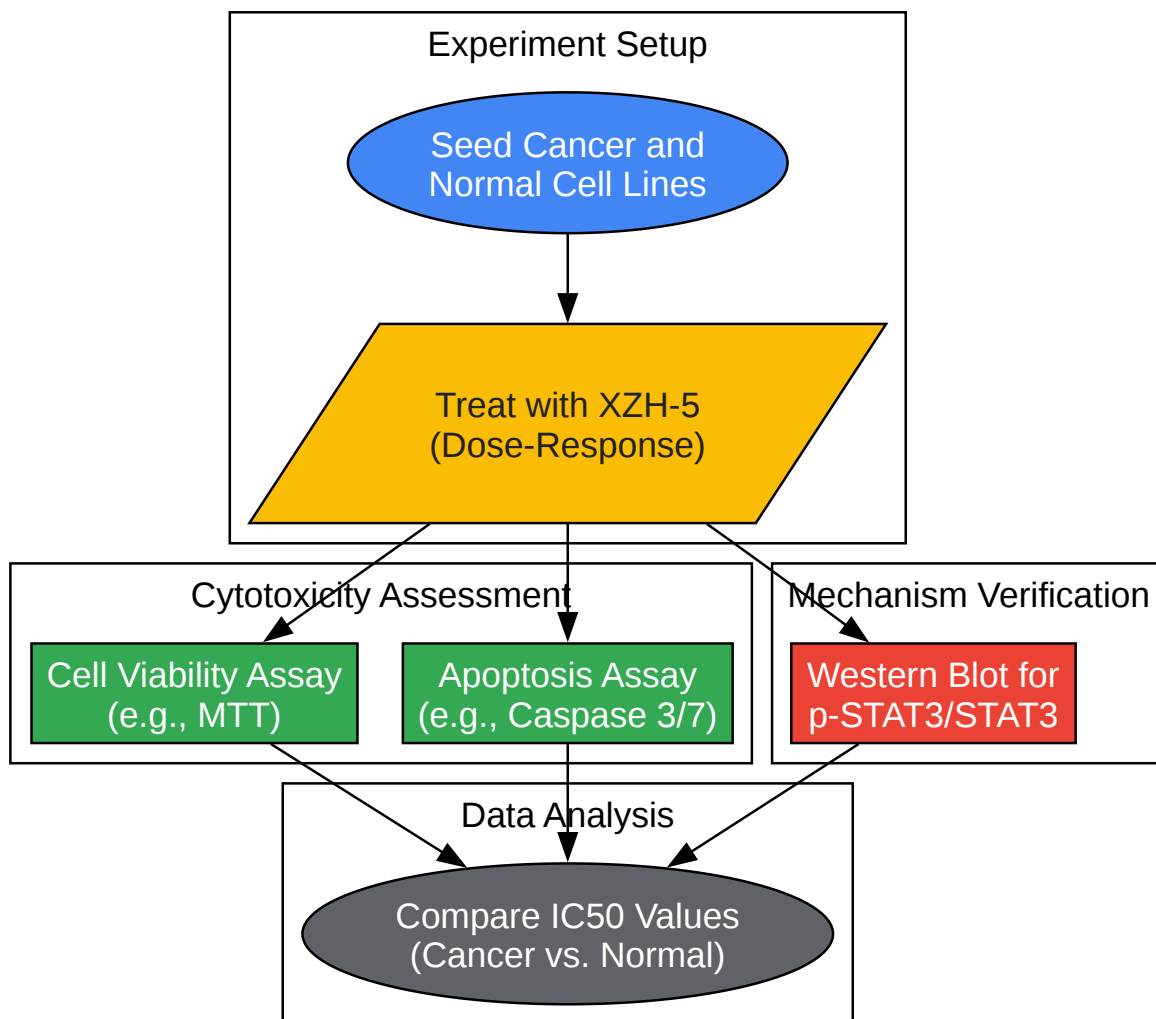 Experiment Setup
Seed Cancer and
Normal Cell Lines
Treat with XZH-5
(Dose-Response)
Cytotoxicity Assessment
Mechanism Verification
Cell Viability Assay
(e.g., MTT)
Apoptosis Assay
(e.g., Caspase 3/7)
Western Blot for
p-STAT3/STAT3
Data Analysis
Compare IC50 Values
(Cancer vs. Normal)